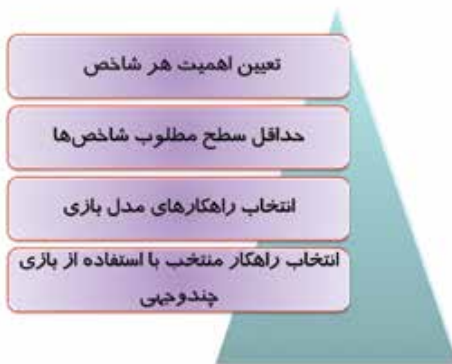 تعیین اهمیت هر شاخص
حداقل سطح مطلوب شاخص‌ها
انتخاب راهکارهای مدل بازی
انتخاب راهکار منتخب با استفاده از بازی
چندوجهی